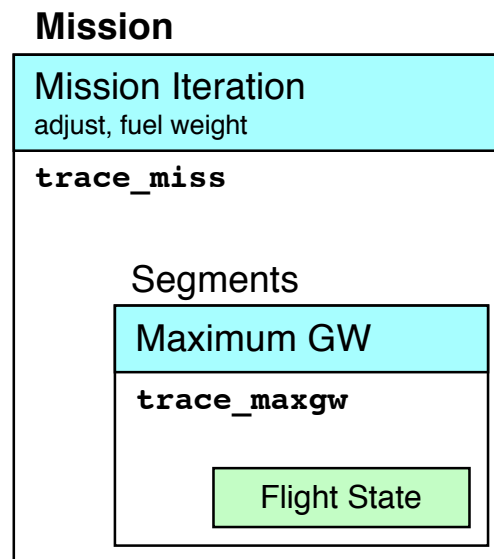 Mission
Mission Iteration
adjust, fuel weight
trace_miss
Segments
Maximum GW
trace_maxgw
Flight State